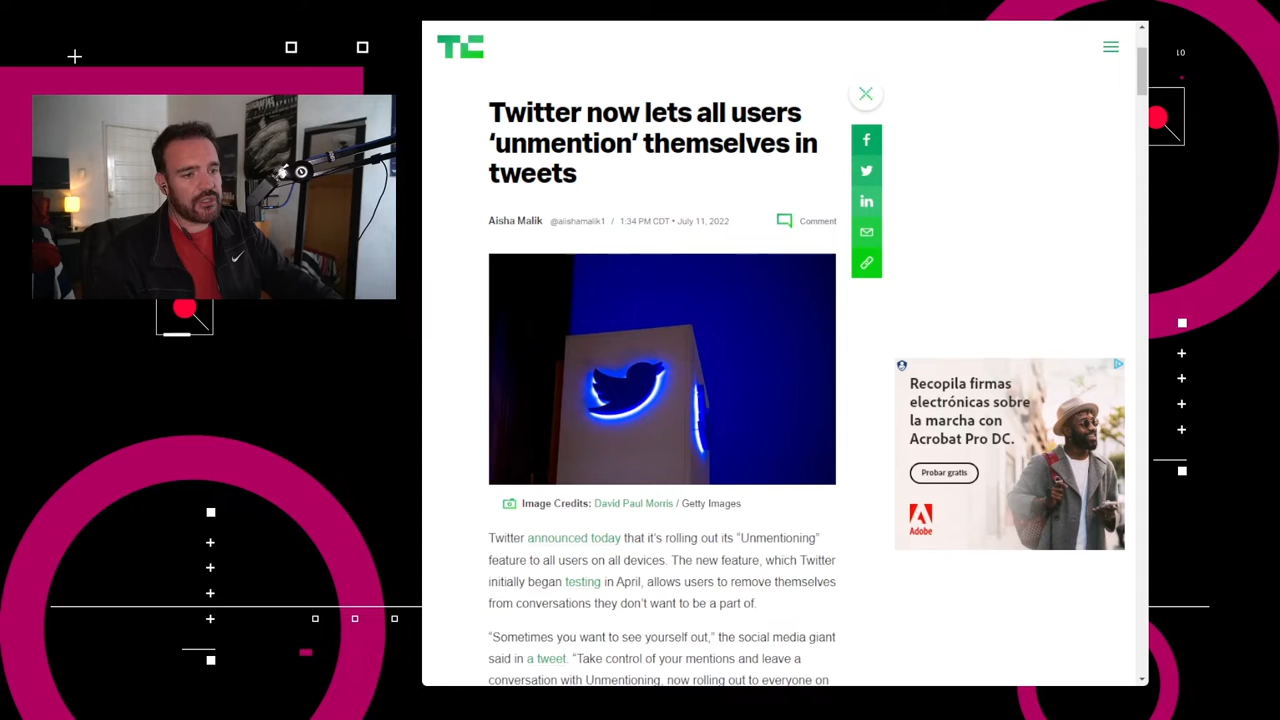 TC
10
Twitter now lets all users
‘unmention’ themselves in
tweets
Aisha Malik @aiishamalik1 / 1:34 PM CDT • July 11, 2022
Comment
Image Credits: David Paul Morris / Getty Images
Twitter announced today that it’s rolling out its “Unmentioning”
feature to all users on all devices. The new feature, which Twitter
initially began testing in April, allows users to remove themselves
from conversations they don’t want to be a part of.
“Sometimes you want to see yourself out,” the social media giant
said in a tweet. “Take control of your mentions and leave a
conversation with Unmentioning, now rolling out to everyone on
Recopila firmas
electrónicas sobre
la marcha con
Acrobat Pro DC.
Probar gratis
Adobe